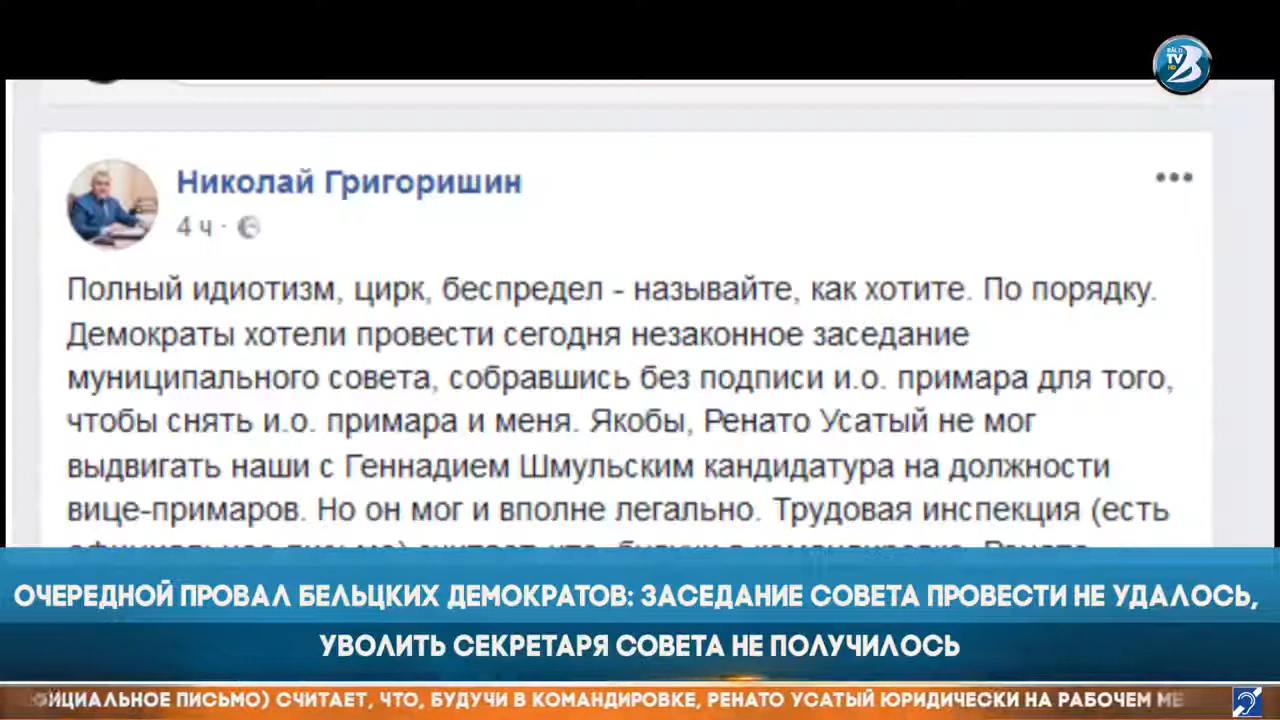 BĂLȚI
TV
HD
Николай Григоришин
4 ч ·
Полный идиотизм, цирк, беспредел - называйте, как хотите. По порядку.
Демократы хотели провести сегодня незаконное заседание
муниципального совета, собравшись без подписи и.о. примара для того,
чтобы снять и.о. примара и меня. Якобы, Ренато Усатый не мог
выдвигать наши с Геннадием Шмульским кандидатура на должности
вице-примаров. Но он мог и вполне легально. Трудовая инспекция (есть
ОЧЕРЕДНОЙ ПРОВАЛ БЕЛЬЦКИХ ДЕМОКРАТОВ: ЗАСЕДАНИЕ СОВЕТА ПРОВЕСТИ НЕ УДАЛОСЬ,
УВОЛИТЬ СЕКРЕТАРЯ СОВЕТА НЕ ПОЛУЧИЛОСЬ
ФИЦИАЛЬНОЕ ПИСЬМО) СЧИТАЕТ, ЧТО, БУДУЧИ В КОМАНДИРОВКЕ, РЕНАТО УСАТЫЙ ЮРИДИЧЕСКИ НА РАБОЧЕМ МЕ